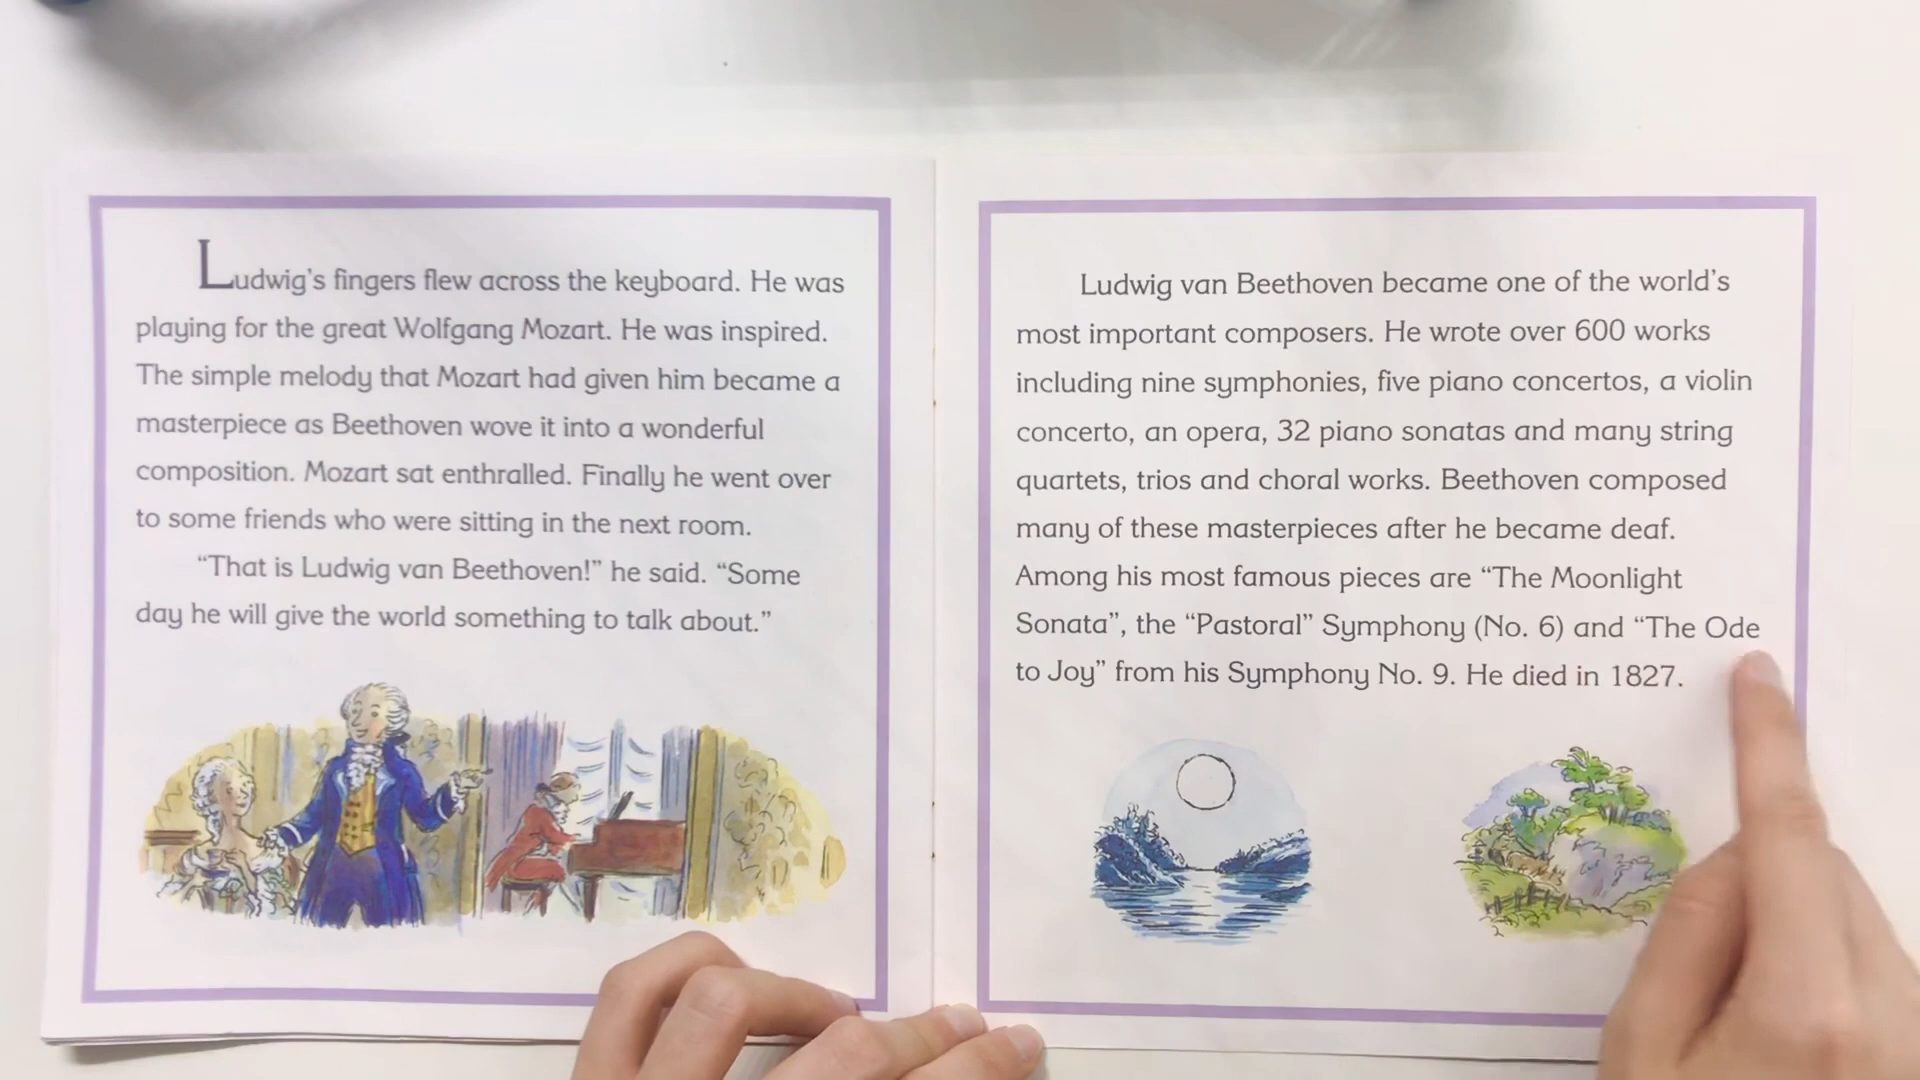 Ludwig's fingers flew across the keyboard. He was
playing for the great Wolfgang Mozart. He was inspired.
The simple melody that Mozart had given him became a
masterpiece as Beethoven wove it into a wonderful
composition. Mozart sat enthralled. Finally he went over
to some friends who were sitting in the next room.
“That is Ludwig van Beethoven!” he said. “Some
day he will give the world something to talk about.”
Ludwig van Beethoven became one of the world's
most important composers. He wrote over 600 works
including nine symphonies, five piano concertos, a violin
concerto, an opera, 32 piano sonatas and many string
quartets, trios and choral works. Beethoven composed
many of these masterpieces after he became deaf.
Among his most famous pieces are “The Moonlight
Sonata”, the “Pastoral” Symphony (No. 6) and “The Ode
to Joy” from his Symphony No. 9. He died in 1827.